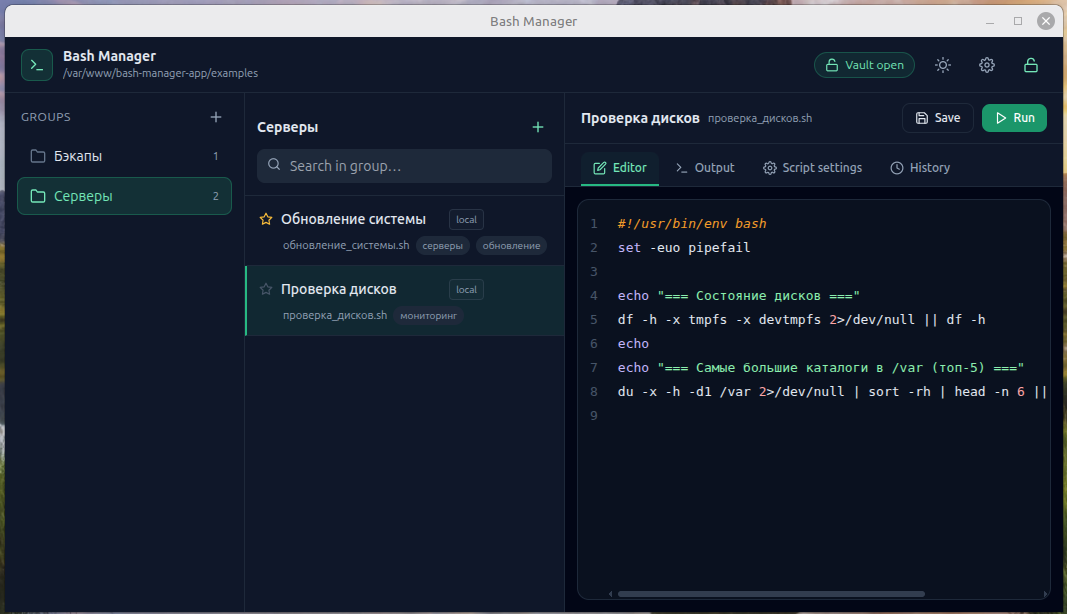 Bash Manager
Bash Manager
/var/www/bash-manager-app/examples
Vault open
GROUPS
Бэкапы 1
Серверы 2
Серверы
Search in group...
Обновление системы local
обновление_системы.sh серверы обновление
Проверка дисков local
проверка_дисков.sh мониторинг
Проверка дисков проверка_дисков.sh
Save
Run
Editor
Output
Script settings
History
1 #!/usr/bin/env bash
2 set -euo pipefail
3
4 echo "=== Состояние дисков ==="
5 df -h -x tmpfs -x devtmpfs 2>/dev/null || df -h
6 echo
7 echo "=== Самые большие каталоги в /var (топ-5) ==="
8 du -x -h -d1 /var 2>/dev/null | sort -rh | head -n 6 ||
9